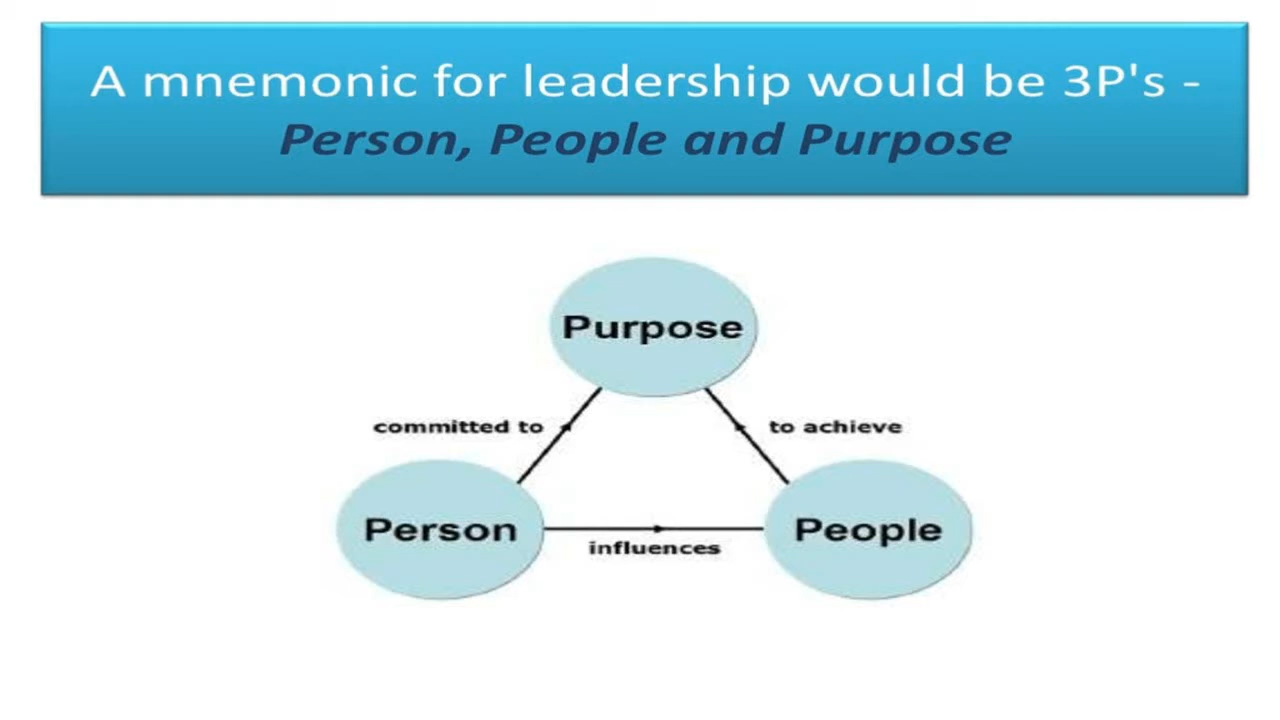 A mnemonic for leadership would be 3P's -
Person, People and Purpose
Purpose
committed to
to achieve
Person
People
influences